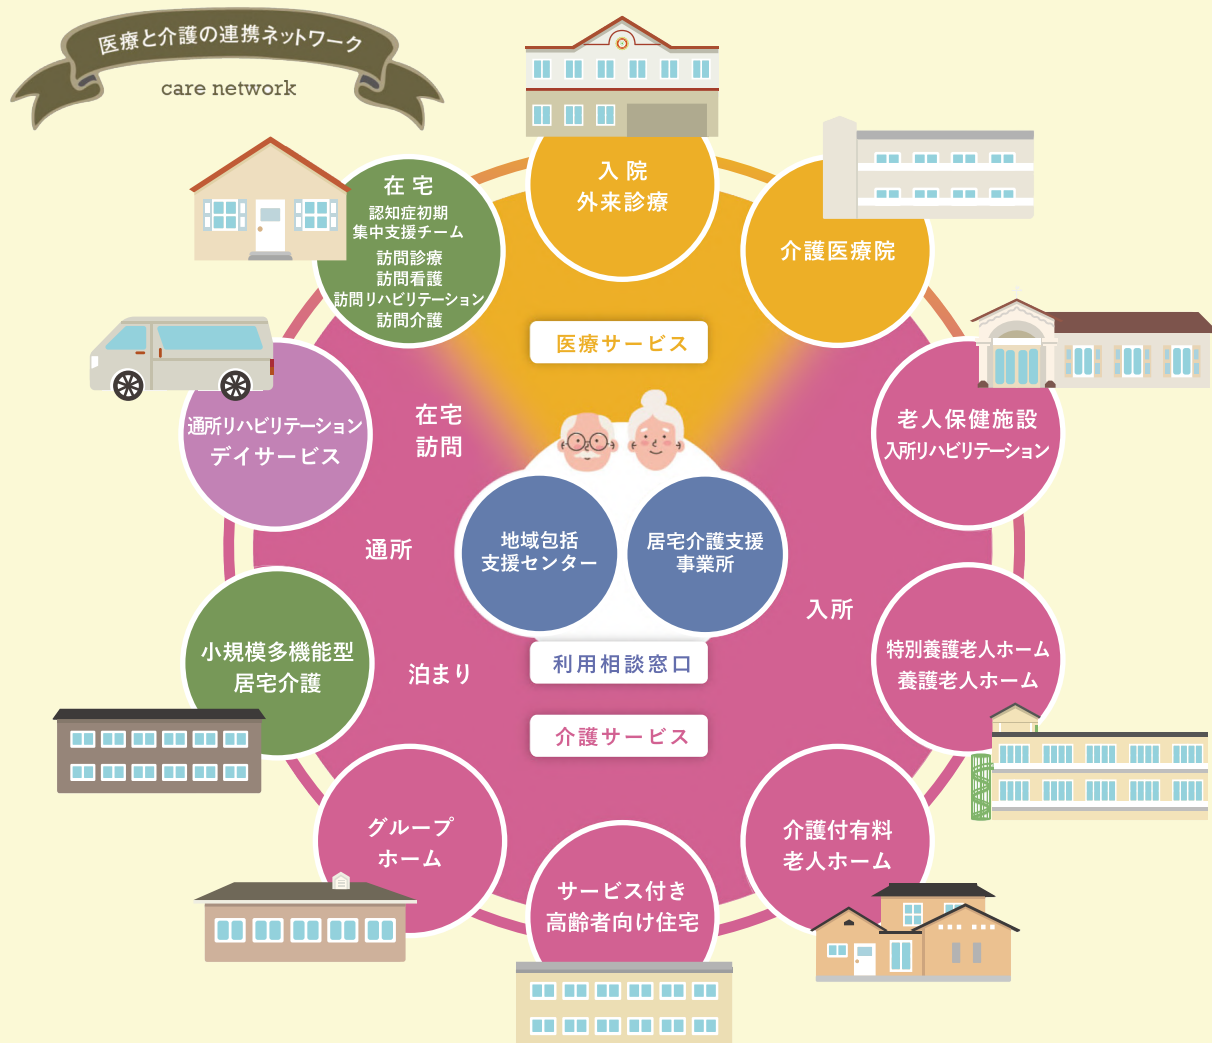 医療と介護の連携ネットワーク
care network
入院
外来診療
在宅
認知症初期
集中支援チーム
訪問診療
訪問看護
訪問リハビリテーション
訪問介護
介護医療院
医療サービス
通所リハビリテーション
デイサービス
在宅
訪問
老人保健施設
入所リハビリテーション
通所
地域包括
支援センター
居宅介護支援
事業所
入所
小規模多機能型
居宅介護
泊まり
利用相談窓口
特別養護老人ホーム
養護老人ホーム
介護サービス
グループ
ホーム
介護付有料
老人ホーム
サービス付き
高齢者向け住宅